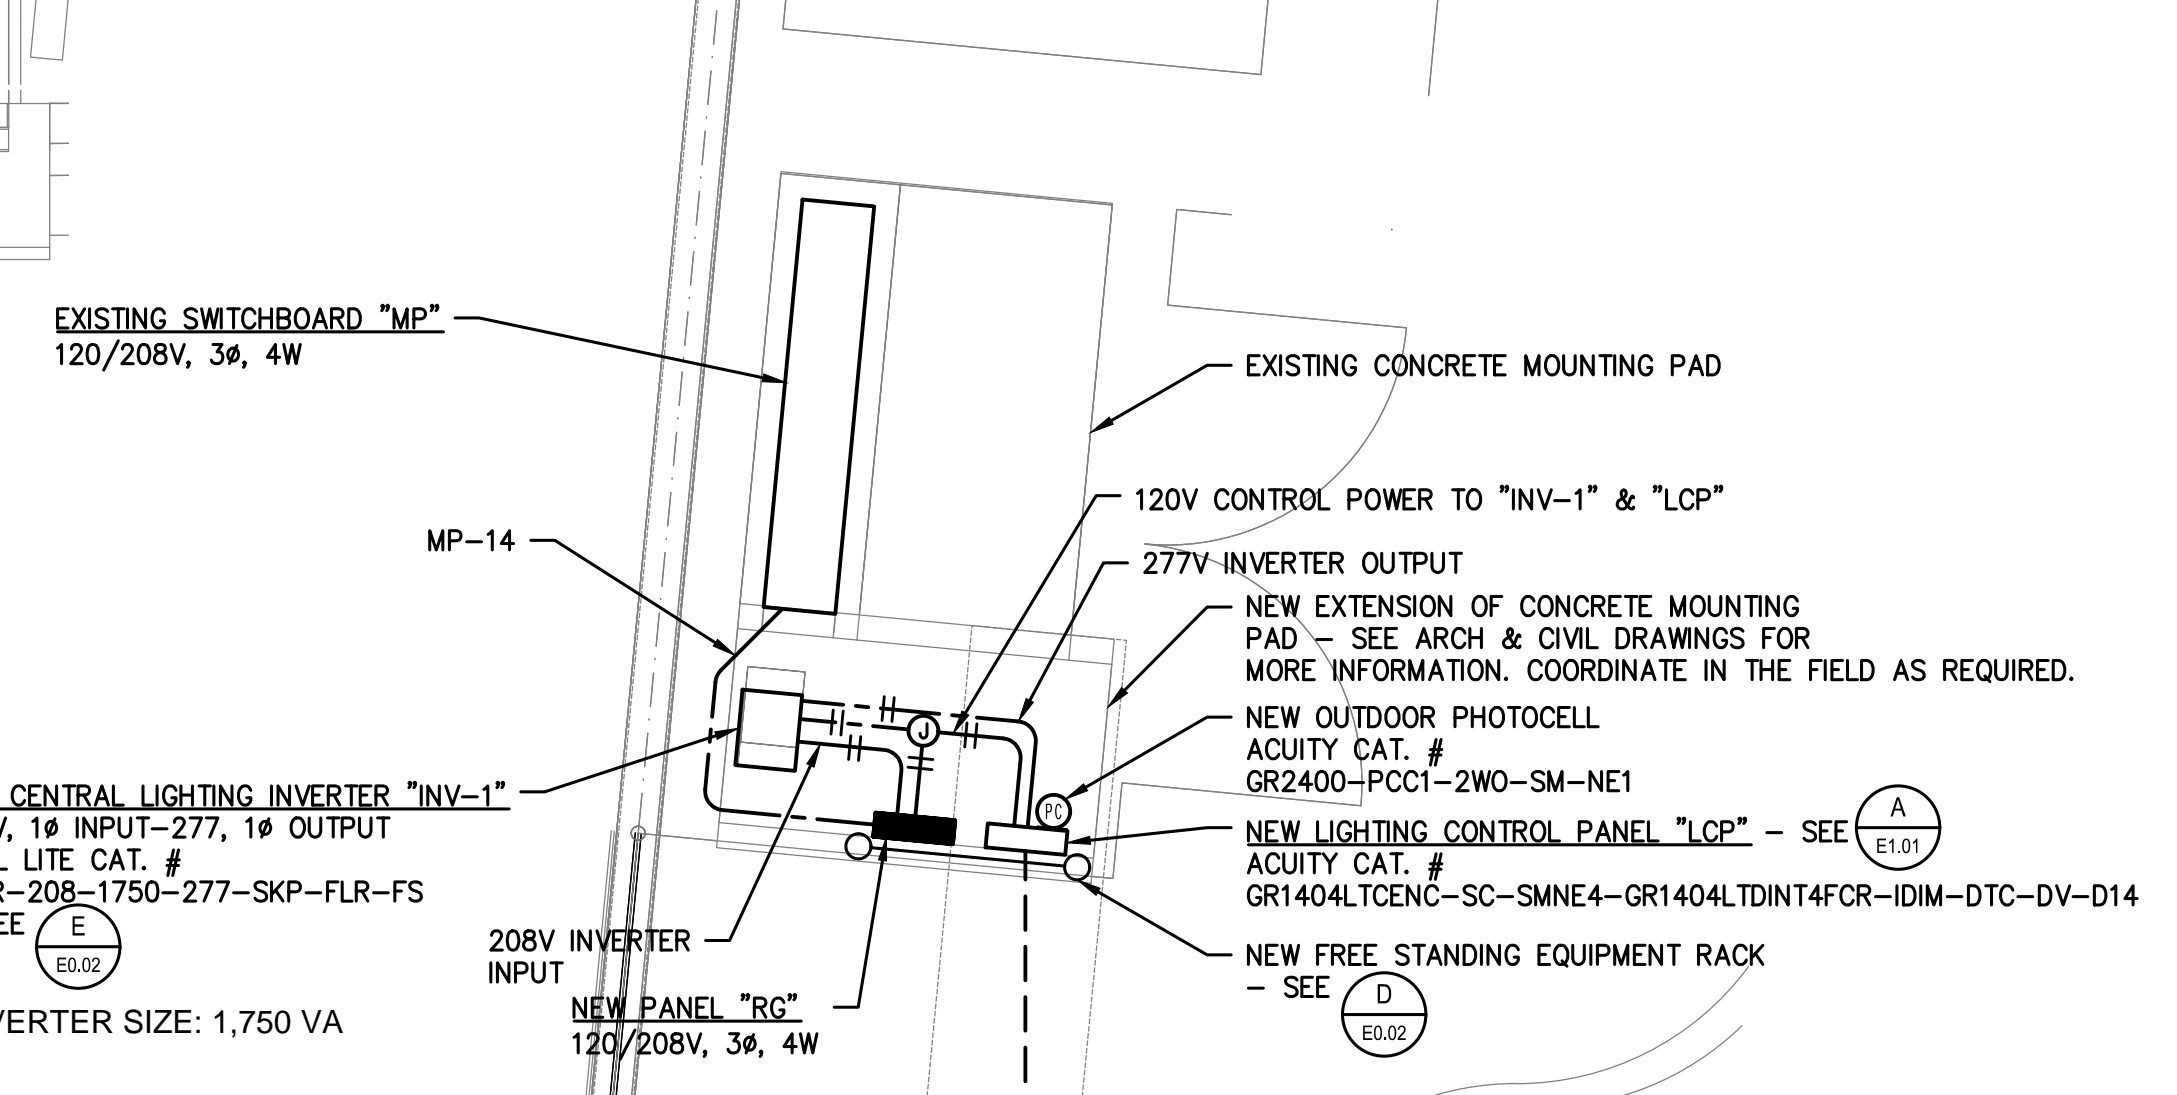 EXISTING SWITCHBOARD "MP"
120/208V, 3ø, 4W
EXISTING CONCRETE MOUNTING PAD
120V CONTROL POWER TO "INV-1" & "LCP"
MP-14
277V INVERTER OUTPUT
NEW EXTENSION OF CONCRETE MOUNTING
PAD - SEE ARCH & CIVIL DRAWINGS FOR
MORE INFORMATION. COORDINATE IN THE FIELD AS REQUIRED.
J
NEW OUTDOOR PHOTOCELL
ACUITY CAT. #
GR2400-PCC1-2WO-SM-NE1
PC
CENTRAL LIGHTING INVERTER "INV-1"
V, 1ø INPUT-277, 1ø OUTPUT
L LITE CAT. #
R-208-1750-277-SKP-FLR-FS
EE
E
E0.02
VERTER SIZE: 1,750 VA
NEW LIGHTING CONTROL PANEL "LCP" - SEE
A
E1.01
ACUITY CAT. #
GR1404LTCENC-SC-SMNE4-GR1404LTDINT4FCR-IDIM-DTC-DV-D14
208V INVERTER
INPUT
NEW PANEL "RG"
120/208V, 3ø, 4W
NEW FREE STANDING EQUIPMENT RACK
- SEE
D
E0.02